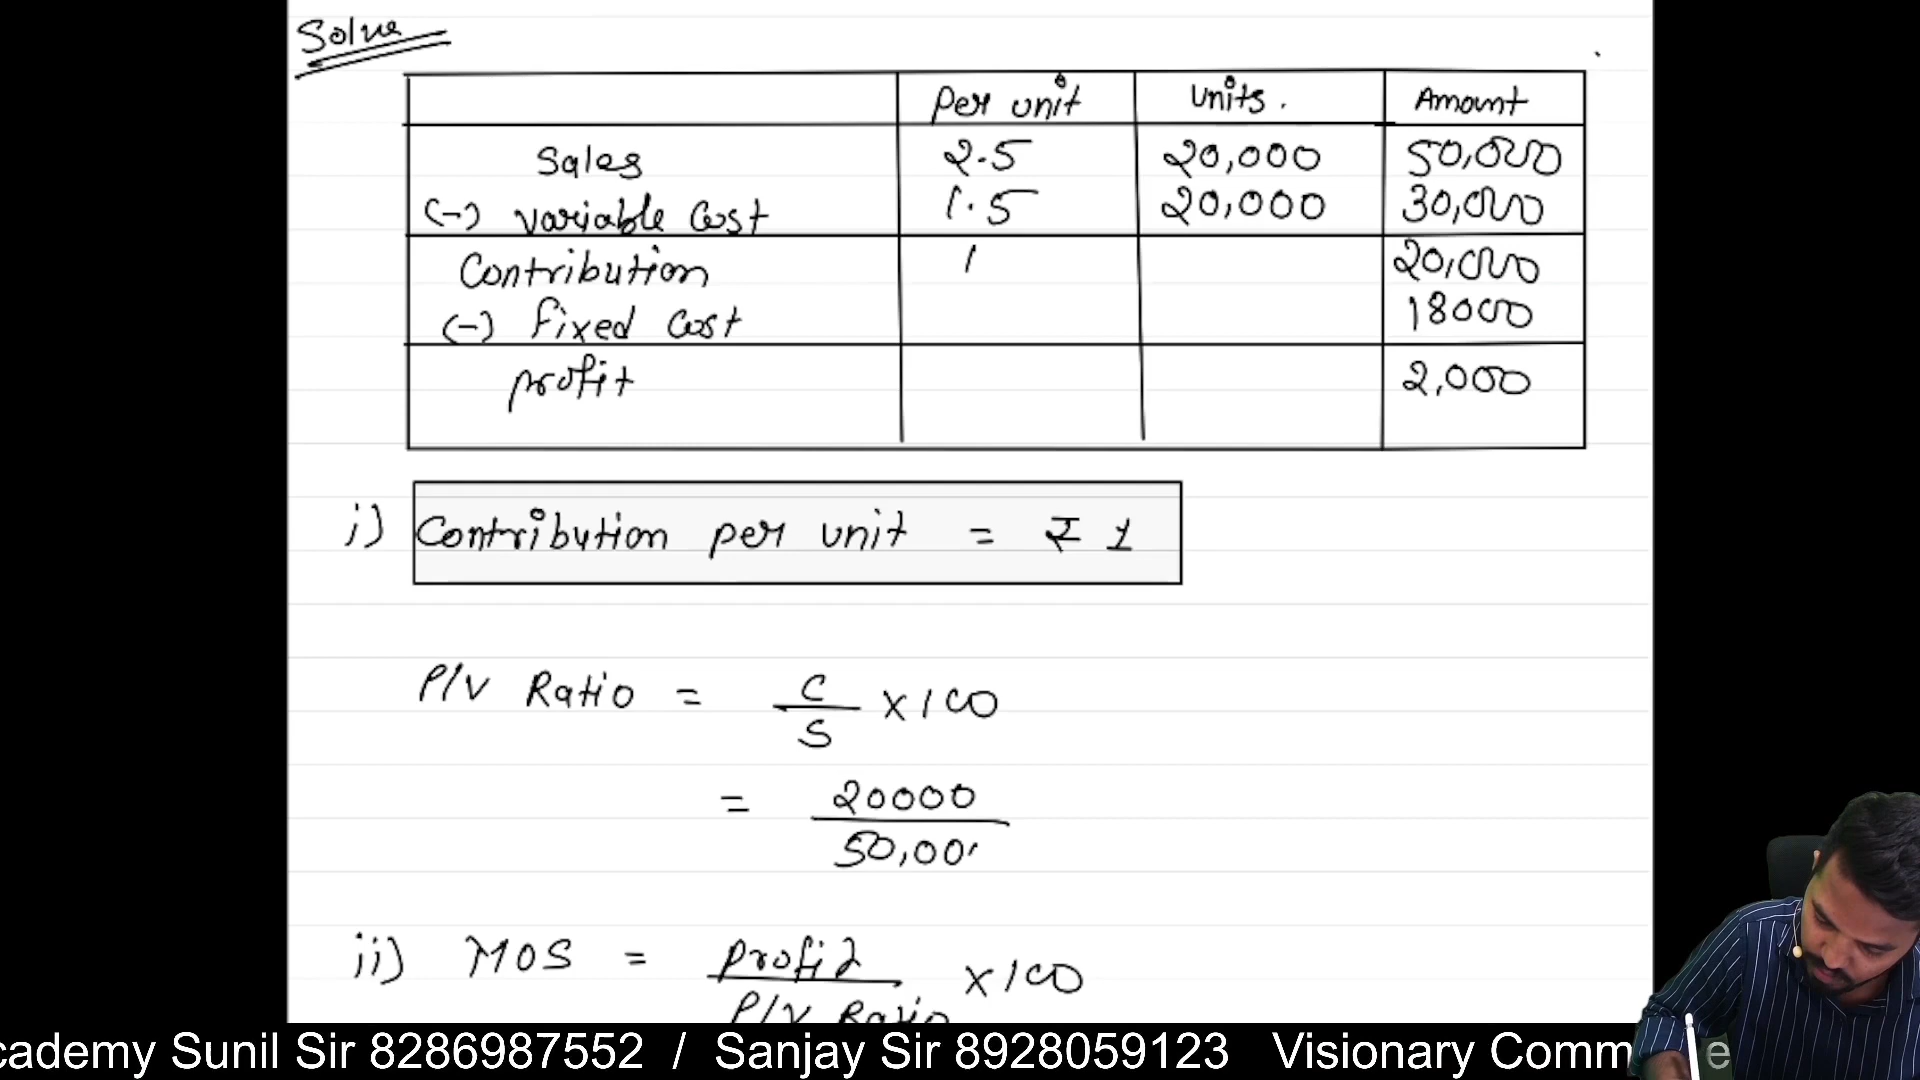 Solve
Per unit Units. Amount
Sales 2.5 20,000 50,000
(-) variable Cost 1.5 20,000 30,000
Contribution 1 20,000
(-) fixed Cost 18000
profit 2,000
i) Contribution per unit = ₹ 1
P/V Ratio = C/S × 100
= 20000/50,00
ii) MOS = Profit/P/V Ratio × 100
cademy Sunil Sir 8286987552 / Sanjay Sir 8928059123 Visionary Comm e